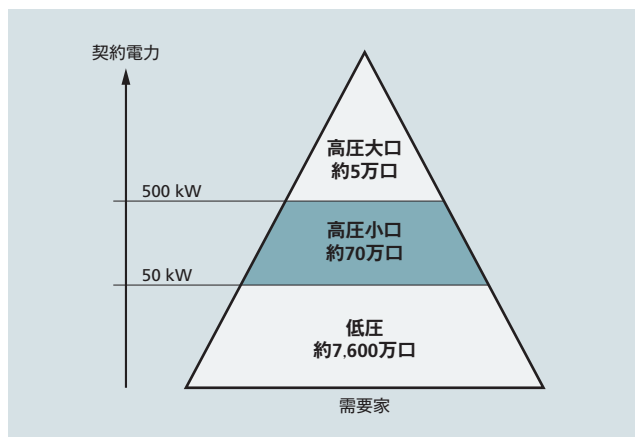 契約電力
高圧大口
約5万口
500 kW
高圧小口
約70万口
50 kW
低圧
約7,600万口
需要家